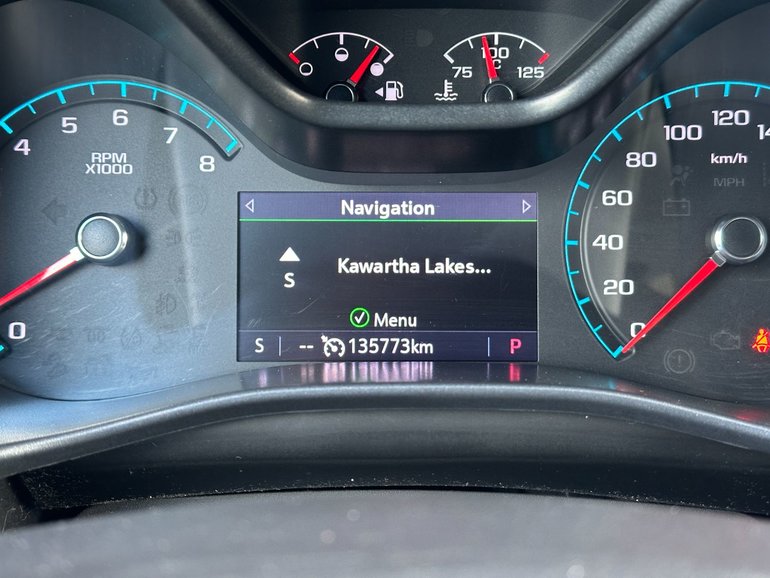 75 100 125
°C
4 5 6 7 8
RPM
X1000
0
Navigation
S
Kawartha Lakes...
Menu
S -- 135773km P
0 20 40 60 80 100 120
km/h
MPH